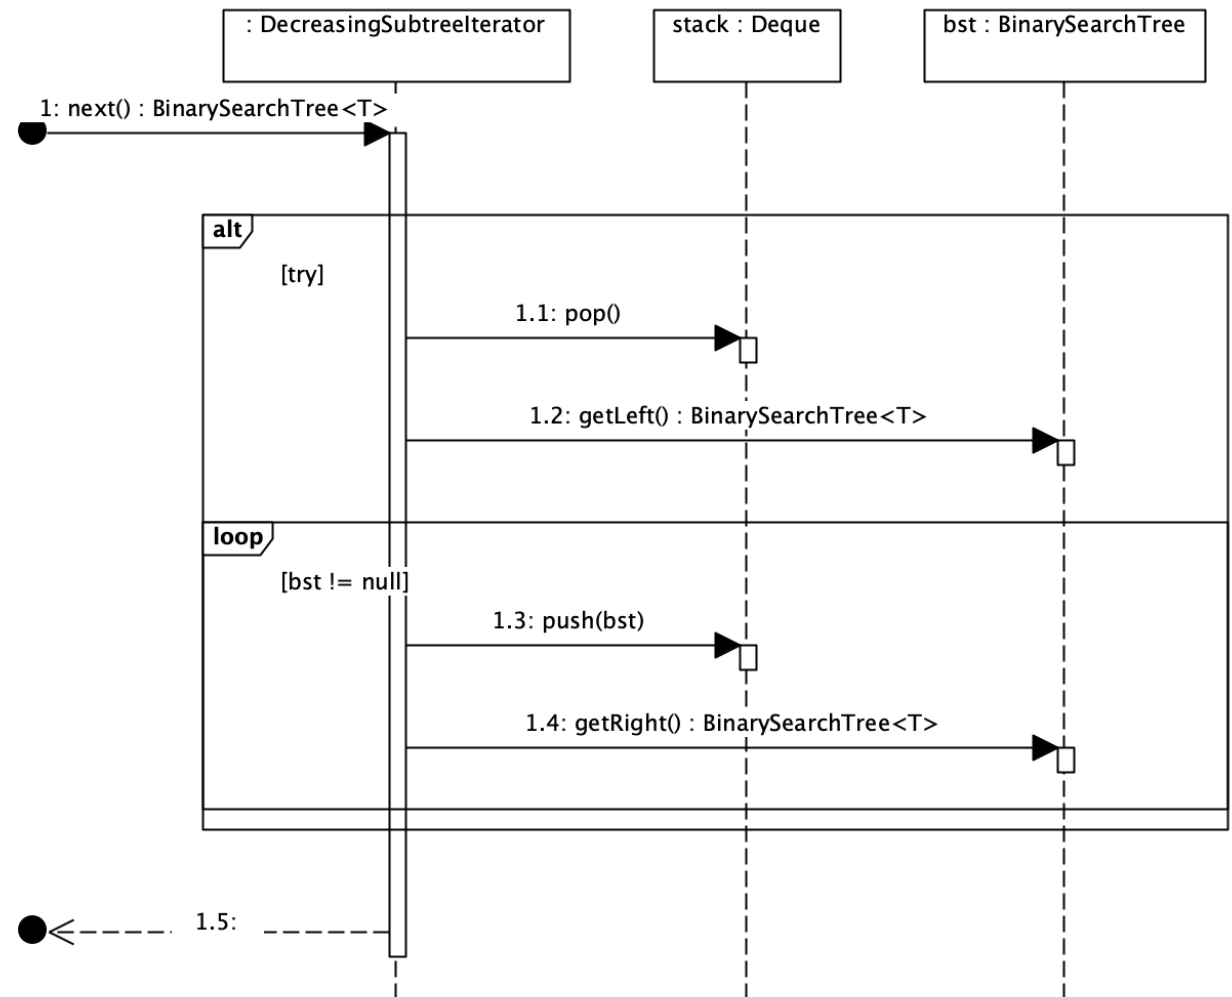 : DecreasingSubtreeIterator
stack : Deque
bst : BinarySearchTree
1: next() : BinarySearchTree<T>
alt
[try]
1.1: pop()
1.2: getLeft() : BinarySearchTree<T>
loop
[bst != null]
1.3: push(bst)
1.4: getRight() : BinarySearchTree<T>
1.5: